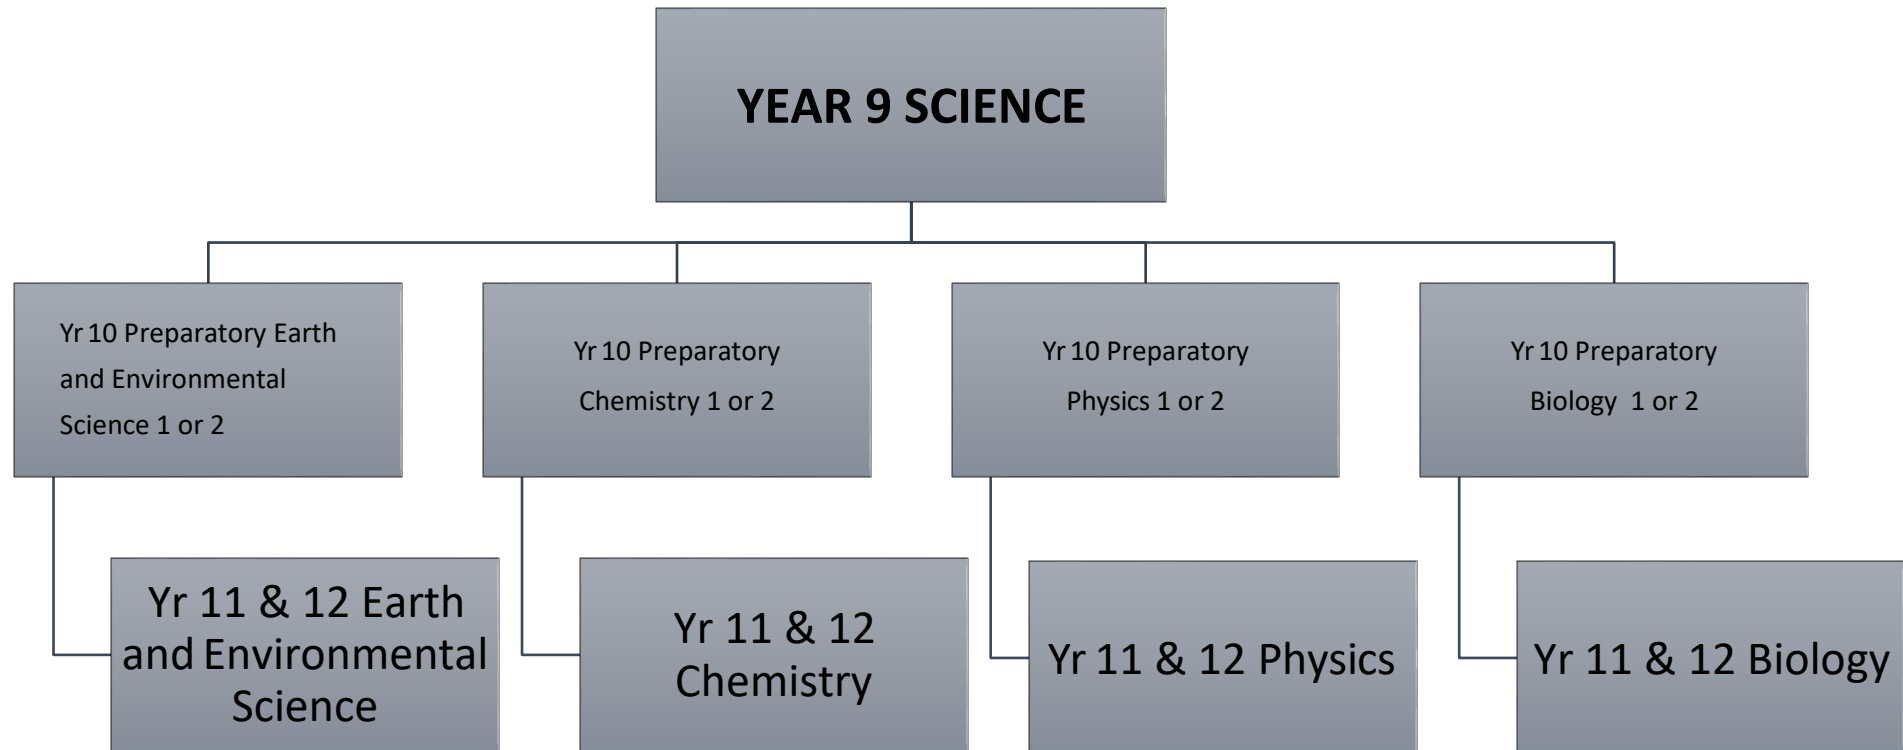 YEAR 9 SCIENCE
Yr 10 Preparatory Earth
and Environmental
Science 1 or 2
Yr 10 Preparatory
Chemistry 1 or 2
Yr 10 Preparatory
Physics 1 or 2
Yr 10 Preparatory
Biology 1 or 2
Yr 11 & 12 Earth
and Environmental
Science
Yr 11 & 12
Chemistry
Yr 11 & 12 Physics
Yr 11 & 12 Biology